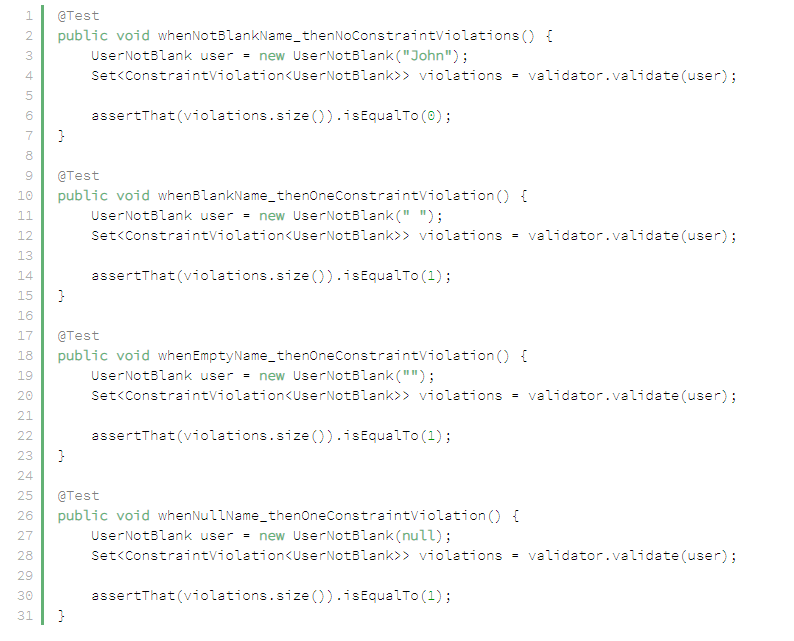 1 @Test
2 public void whenNotBlankName_thenNoConstraintViolations() {
3     UserNotBlank user = new UserNotBlank("John");
4     Set<ConstraintViolation<UserNotBlank>> violations = validator.validate(user);
5
6     assertThat(violations.size()).isEqualTo(0);
7 }
8
9 @Test
10 public void whenBlankName_thenOneConstraintViolation() {
11     UserNotBlank user = new UserNotBlank(" ");
12     Set<ConstraintViolation<UserNotBlank>> violations = validator.validate(user);
13
14     assertThat(violations.size()).isEqualTo(1);
15 }
16
17 @Test
18 public void whenEmptyName_thenOneConstraintViolation() {
19     UserNotBlank user = new UserNotBlank("");
20     Set<ConstraintViolation<UserNotBlank>> violations = validator.validate(user);
21
22     assertThat(violations.size()).isEqualTo(1);
23 }
24
25 @Test
26 public void whenNullName_thenOneConstraintViolation() {
27     UserNotBlank user = new UserNotBlank(null);
28     Set<ConstraintViolation<UserNotBlank>> violations = validator.validate(user);
29
30     assertThat(violations.size()).isEqualTo(1);
31 }